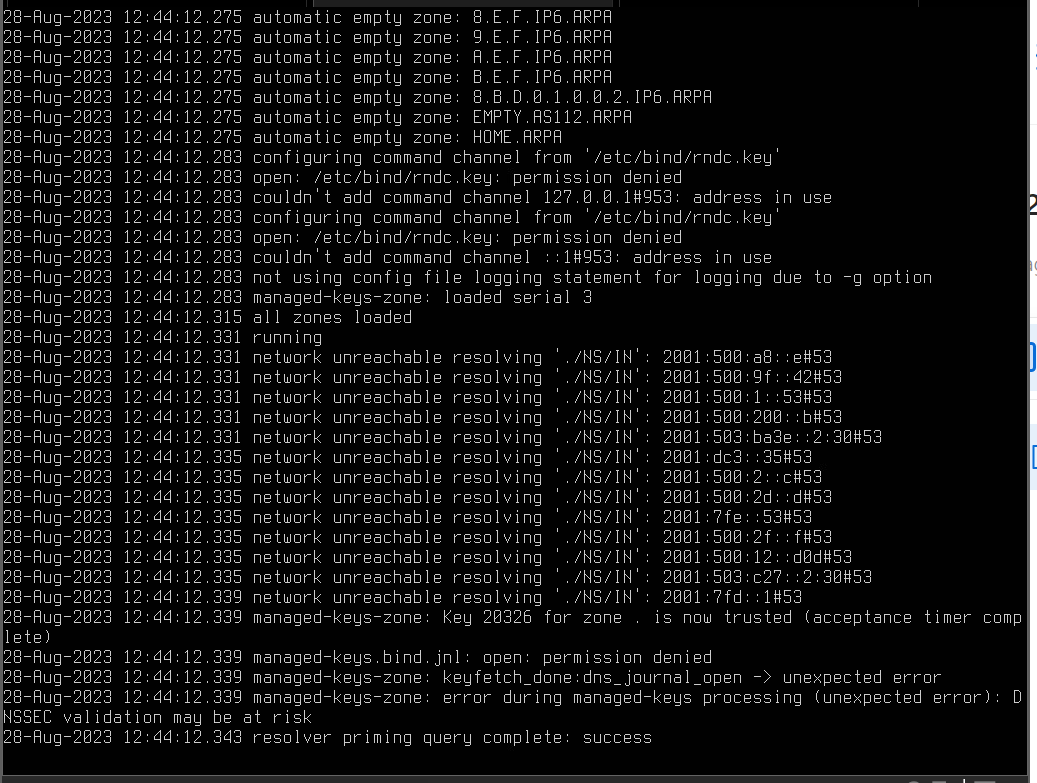 28-Aug-2023 12:44:12.275 automatic empty zone: 8.E.F.IP6.ARPA
28-Aug-2023 12:44:12.275 automatic empty zone: 9.E.F.IP6.ARPA
28-Aug-2023 12:44:12.275 automatic empty zone: A.E.F.IP6.ARPA
28-Aug-2023 12:44:12.275 automatic empty zone: B.E.F.IP6.ARPA
28-Aug-2023 12:44:12.275 automatic empty zone: 8.B.D.0.1.0.0.2.IP6.ARPA
28-Aug-2023 12:44:12.275 automatic empty zone: EMPTY.AS112.ARPA
28-Aug-2023 12:44:12.275 automatic empty zone: HOME.ARPA
28-Aug-2023 12:44:12.283 configuring command channel from '/etc/bind/rndc.key'
28-Aug-2023 12:44:12.283 open: /etc/bind/rndc.key: permission denied
28-Aug-2023 12:44:12.283 couldn't add command channel 127.0.0.1#953: address in use
28-Aug-2023 12:44:12.283 configuring command channel from '/etc/bind/rndc.key'
28-Aug-2023 12:44:12.283 open: /etc/bind/rndc.key: permission denied
28-Aug-2023 12:44:12.283 couldn't add command channel ::1#953: address in use
28-Aug-2023 12:44:12.283 not using config file logging statement for logging due to -g option
28-Aug-2023 12:44:12.283 managed-keys-zone: loaded serial 3
28-Aug-2023 12:44:12.315 all zones loaded
28-Aug-2023 12:44:12.331 running
28-Aug-2023 12:44:12.331 network unreachable resolving './NS/IN': 2001:500:a8::e#53
28-Aug-2023 12:44:12.331 network unreachable resolving './NS/IN': 2001:500:9f::42#53
28-Aug-2023 12:44:12.331 network unreachable resolving './NS/IN': 2001:500:1::53#53
28-Aug-2023 12:44:12.331 network unreachable resolving './NS/IN': 2001:500:200::b#53
28-Aug-2023 12:44:12.331 network unreachable resolving './NS/IN': 2001:503:ba3e::2:30#53
28-Aug-2023 12:44:12.335 network unreachable resolving './NS/IN': 2001:dc3::35#53
28-Aug-2023 12:44:12.335 network unreachable resolving './NS/IN': 2001:500:2::c#53
28-Aug-2023 12:44:12.335 network unreachable resolving './NS/IN': 2001:500:2d::d#53
28-Aug-2023 12:44:12.335 network unreachable resolving './NS/IN': 2001:7fe::53#53
28-Aug-2023 12:44:12.335 network unreachable resolving './NS/IN': 2001:500:2f::f#53
28-Aug-2023 12:44:12.335 network unreachable resolving './NS/IN': 2001:500:12::d0d#53
28-Aug-2023 12:44:12.335 network unreachable resolving './NS/IN': 2001:503:c27::2:30#53
28-Aug-2023 12:44:12.339 network unreachable resolving './NS/IN': 2001:7fd::1#53
28-Aug-2023 12:44:12.339 managed-keys-zone: Key 20326 for zone . is now trusted (acceptance timer comp
lete)
28-Aug-2023 12:44:12.339 managed-keys.bind.jnl: open: permission denied
28-Aug-2023 12:44:12.339 managed-keys-zone: keyfetch_done:dns_journal_open -> unexpected error
28-Aug-2023 12:44:12.339 managed-keys-zone: error during managed-keys processing (unexpected error): D
NSSEC validation may be at risk
28-Aug-2023 12:44:12.343 resolver priming query complete: success